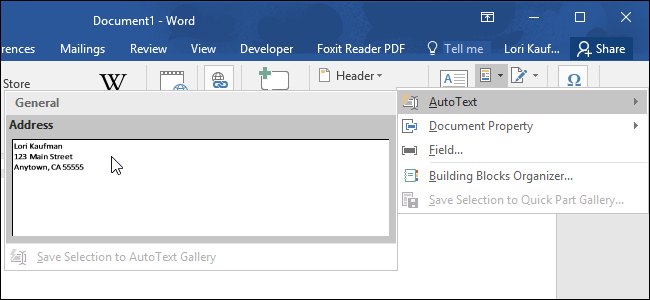 Document1 - Word
rences Mailings Review View Developer Foxit Reader PDF Tell me Lori Kauf... Share
Store W Header A Ω
General
Address
Lori Kaufman
123 Main Street
Anytown, CA 55555
Save Selection to AutoText Gallery
AutoText
Document Property
Field...
Building Blocks Organizer...
Save Selection to Quick Part Gallery...